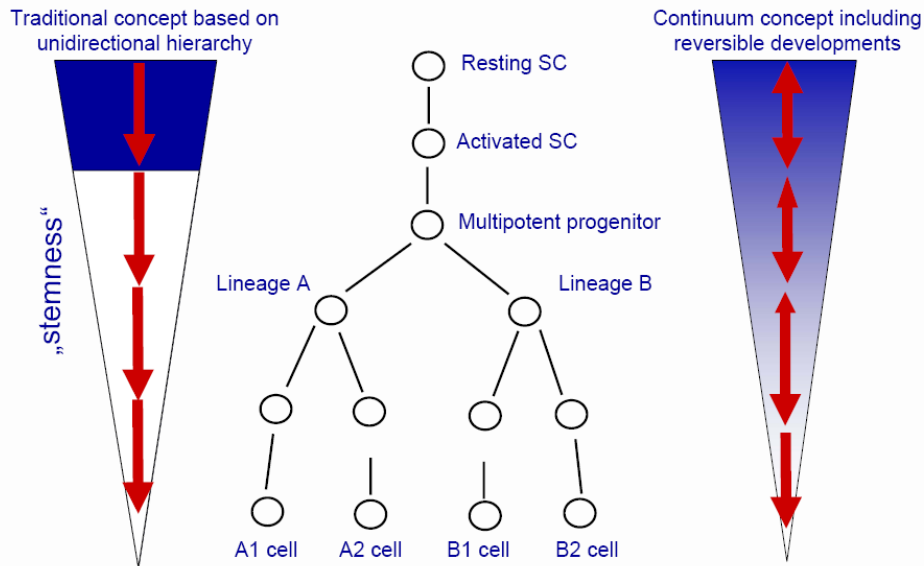 Traditional concept based on
unidirectional hierarchy
Continuum concept including
reversible developments
Resting SC
Activated SC
Multipotent progenitor
„stemness“
Lineage A
Lineage B
A1 cell
A2 cell
B1 cell
B2 cell